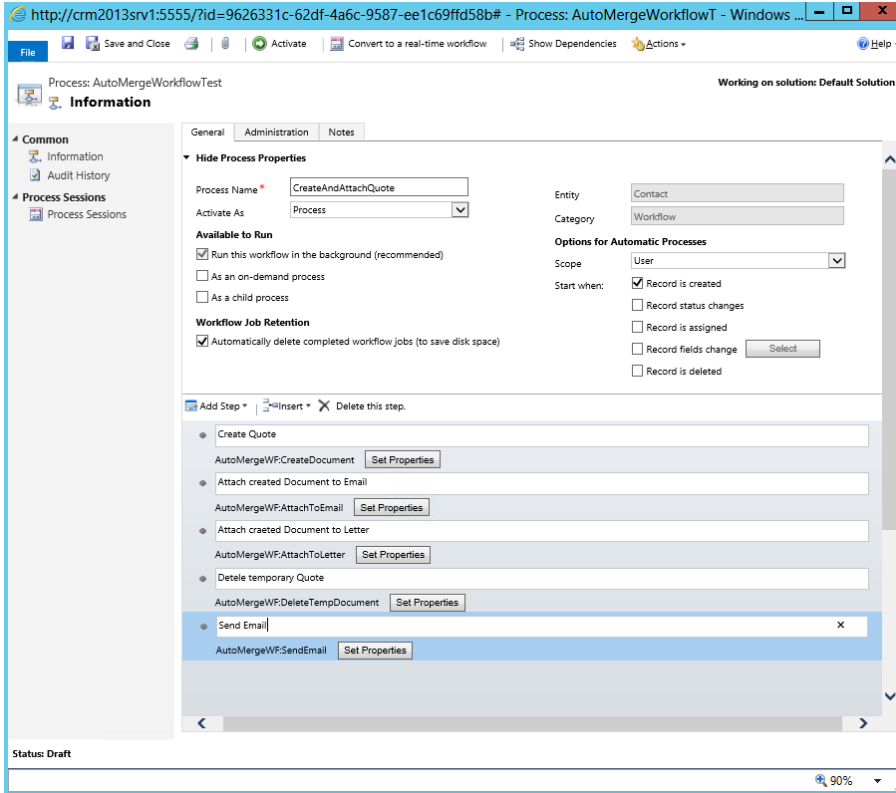 http://crm2013srv1:5555/?id=9626331c-62df-4a6c-9587-ee1c69ffd58b# - Process: AutoMergeWorkflowT - Windows ...
File
Save and Close
Activate
Convert to a real-time workflow
Show Dependencies
Actions
Help
Process: AutoMergeWorkflowTest
Information
Working on solution: Default Solution
Common
Information
Audit History
Process Sessions
Process Sessions
General Administration Notes
Hide Process Properties
Process Name * CreateAndAttachQuote
Activate As Process
Available to Run
Run this workflow in the background (recommended)
As an on-demand process
As a child process
Workflow Job Retention
Automatically delete completed workflow jobs (to save disk space)
Entity Contact
Category Workflow
Options for Automatic Processes
Scope User
Start when: Record is created
Record status changes
Record is assigned
Record fields change Select
Record is deleted
Add Step Insert Delete this step.
Create Quote
AutoMergeWF:CreateDocument Set Properties
Attach created Document to Email
AutoMergeWF:AttachToEmail Set Properties
Attach craeted Document to Letter
AutoMergeWF:AttachToLetter Set Properties
Detele temporary Quote
AutoMergeWF:DeleteTempDocument Set Properties
Send Email
AutoMergeWF:SendEmail Set Properties
Status: Draft
90%